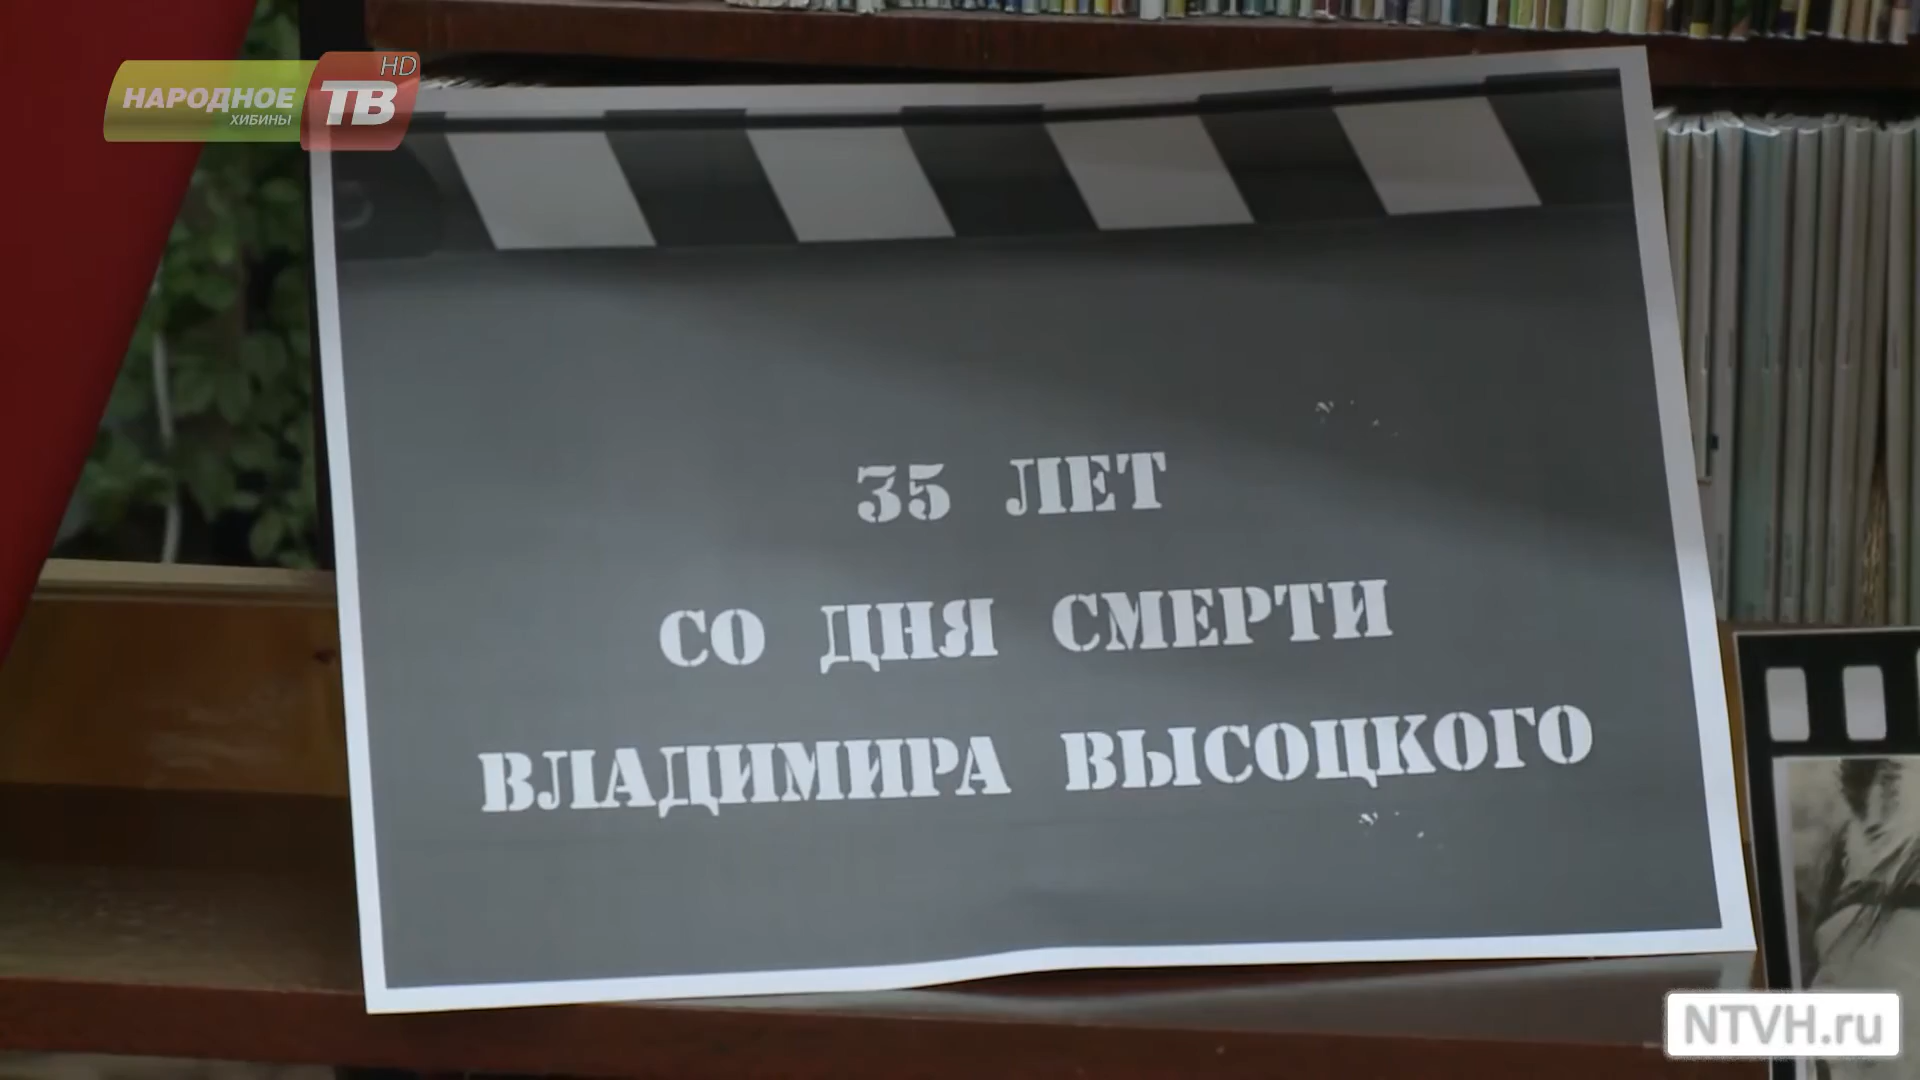 НАРОДНОЕ
ХИБИНЫ
ТВ
HD
35 ЛЕТ
СО ДНЯ СМЕРТИ
ВЛАДИМИРА ВЫСОЦКОГО
NTVH.ru